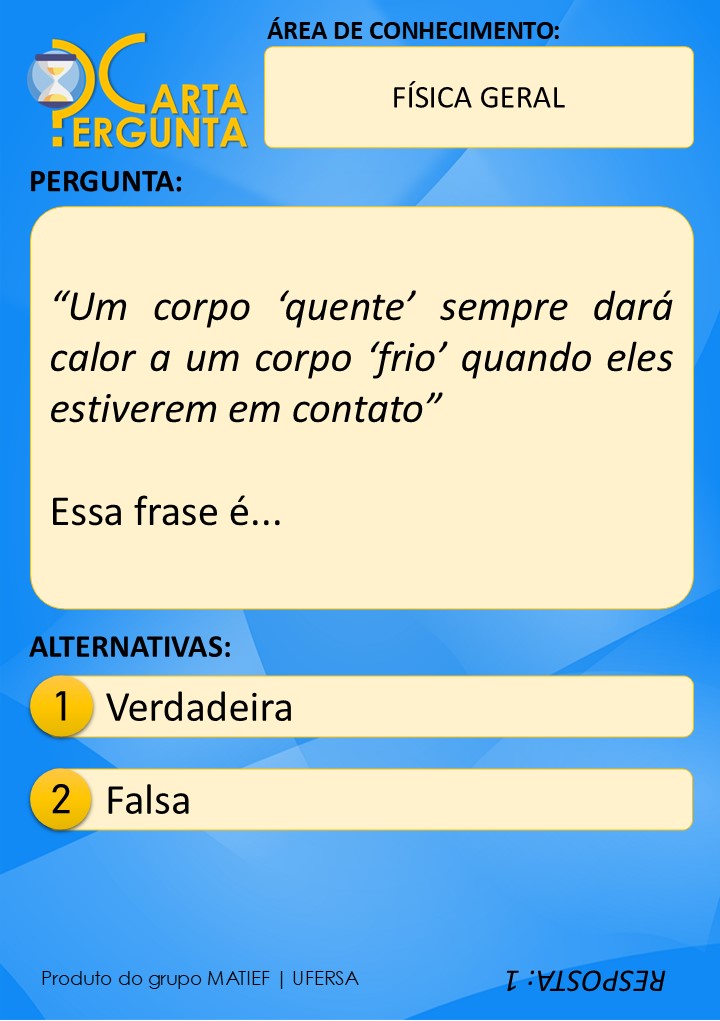 ÁREA DE CONHECIMENTO:
CARTA
PERGUNTA
FÍSICA GERAL
PERGUNTA:
“Um corpo ‘quente’ sempre dará
calor a um corpo ‘frio’ quando eles
estiverem em contato”
Essa frase é...
ALTERNATIVAS:
1 Verdadeira
2 Falsa
Produto do grupo MATIEF | UFERSA
RESPOSTA: 1